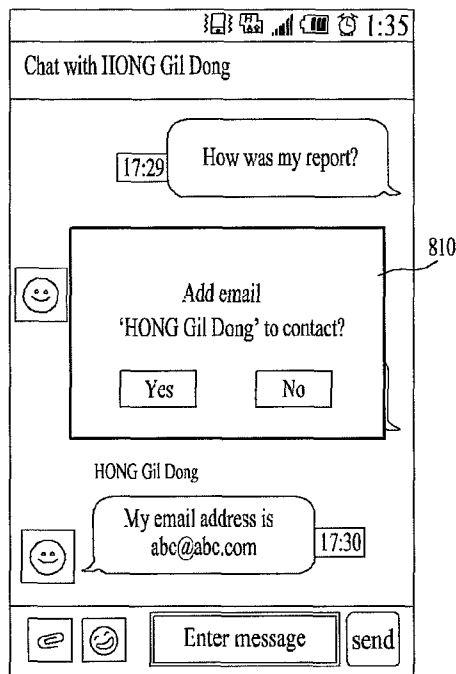 1:35
Chat with HONG Gil Dong
17:29
How was my report?
810
Add email
'HONG Gil Dong' to contact?
Yes
No
HONG Gil Dong
My email address is
abc@abc.com
17:30
Enter message
send